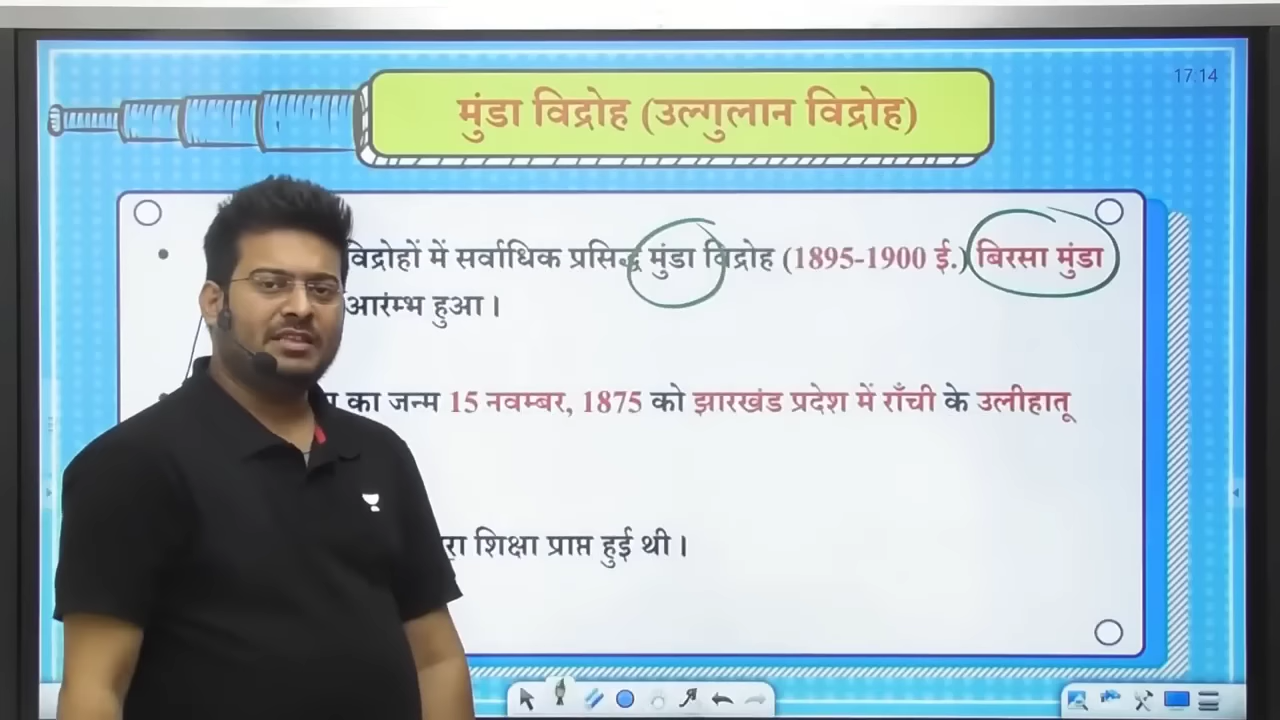 17:14
मुंडा विद्रोह (उल्गुलान विद्रोह)
विद्रोहों में सर्वाधिक प्रसिद्ध मुंडा विद्रोह (1895-1900 ई.) बिरसा मुंडा
आरंभ हुआ।
का जन्म 15 नवम्बर, 1875 को झारखंड प्रदेश में राँची के उलीहातू
शिक्षा प्राप्त हुई थी।